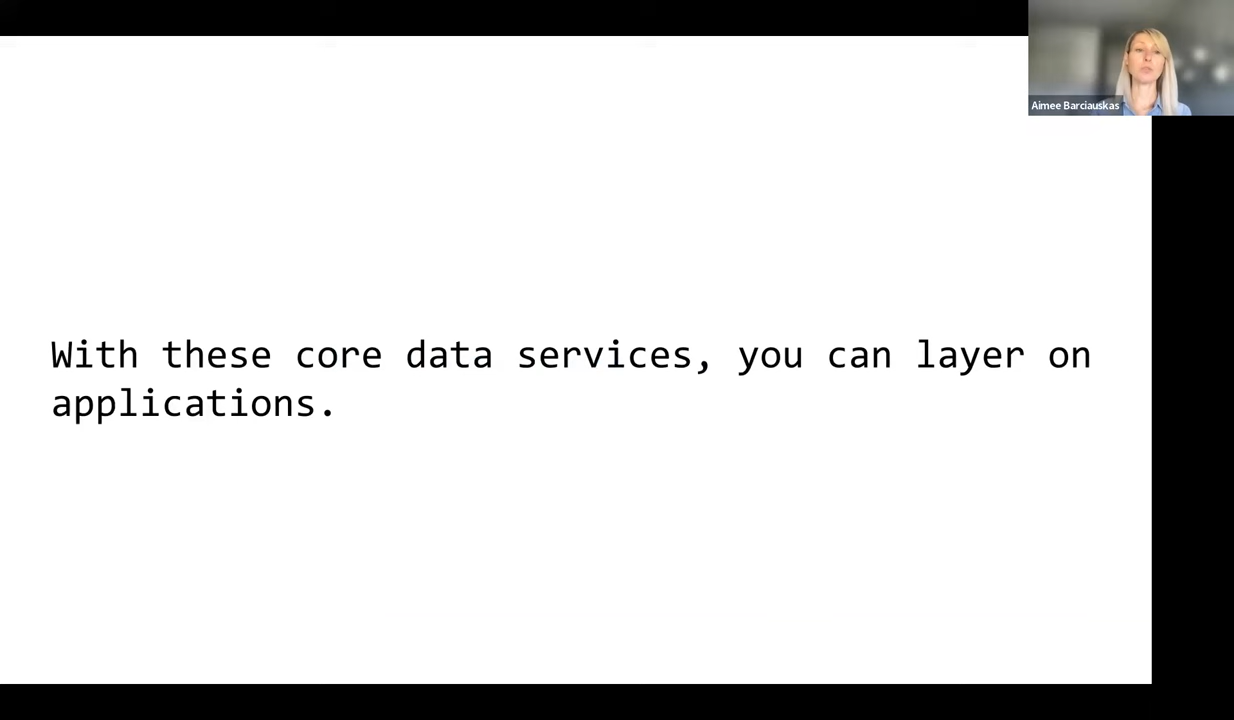 Aimee Barciauskas
With these core data services, you can layer on
applications.